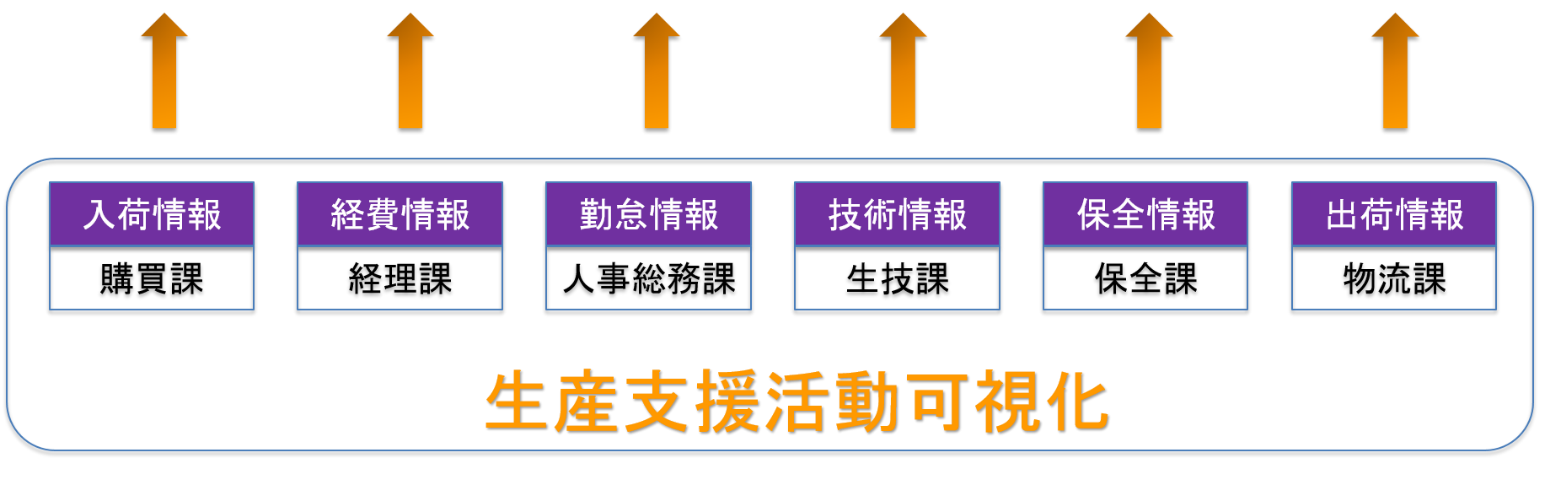 入荷情報 経費情報 勤怠情報 技術情報 保全情報 出荷情報
購買課 経理課 人事総務課 生技課 保全課 物流課
生産支援活動可視化